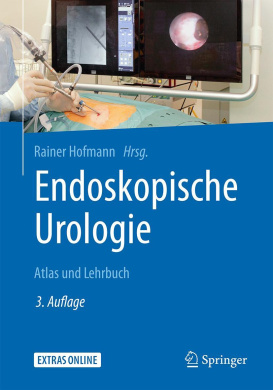 Rainer Hofmann Hrsg.
Endoskopische
Urologie
Atlas und Lehrbuch
3. Auflage
EXTRAS ONLINE
Springer